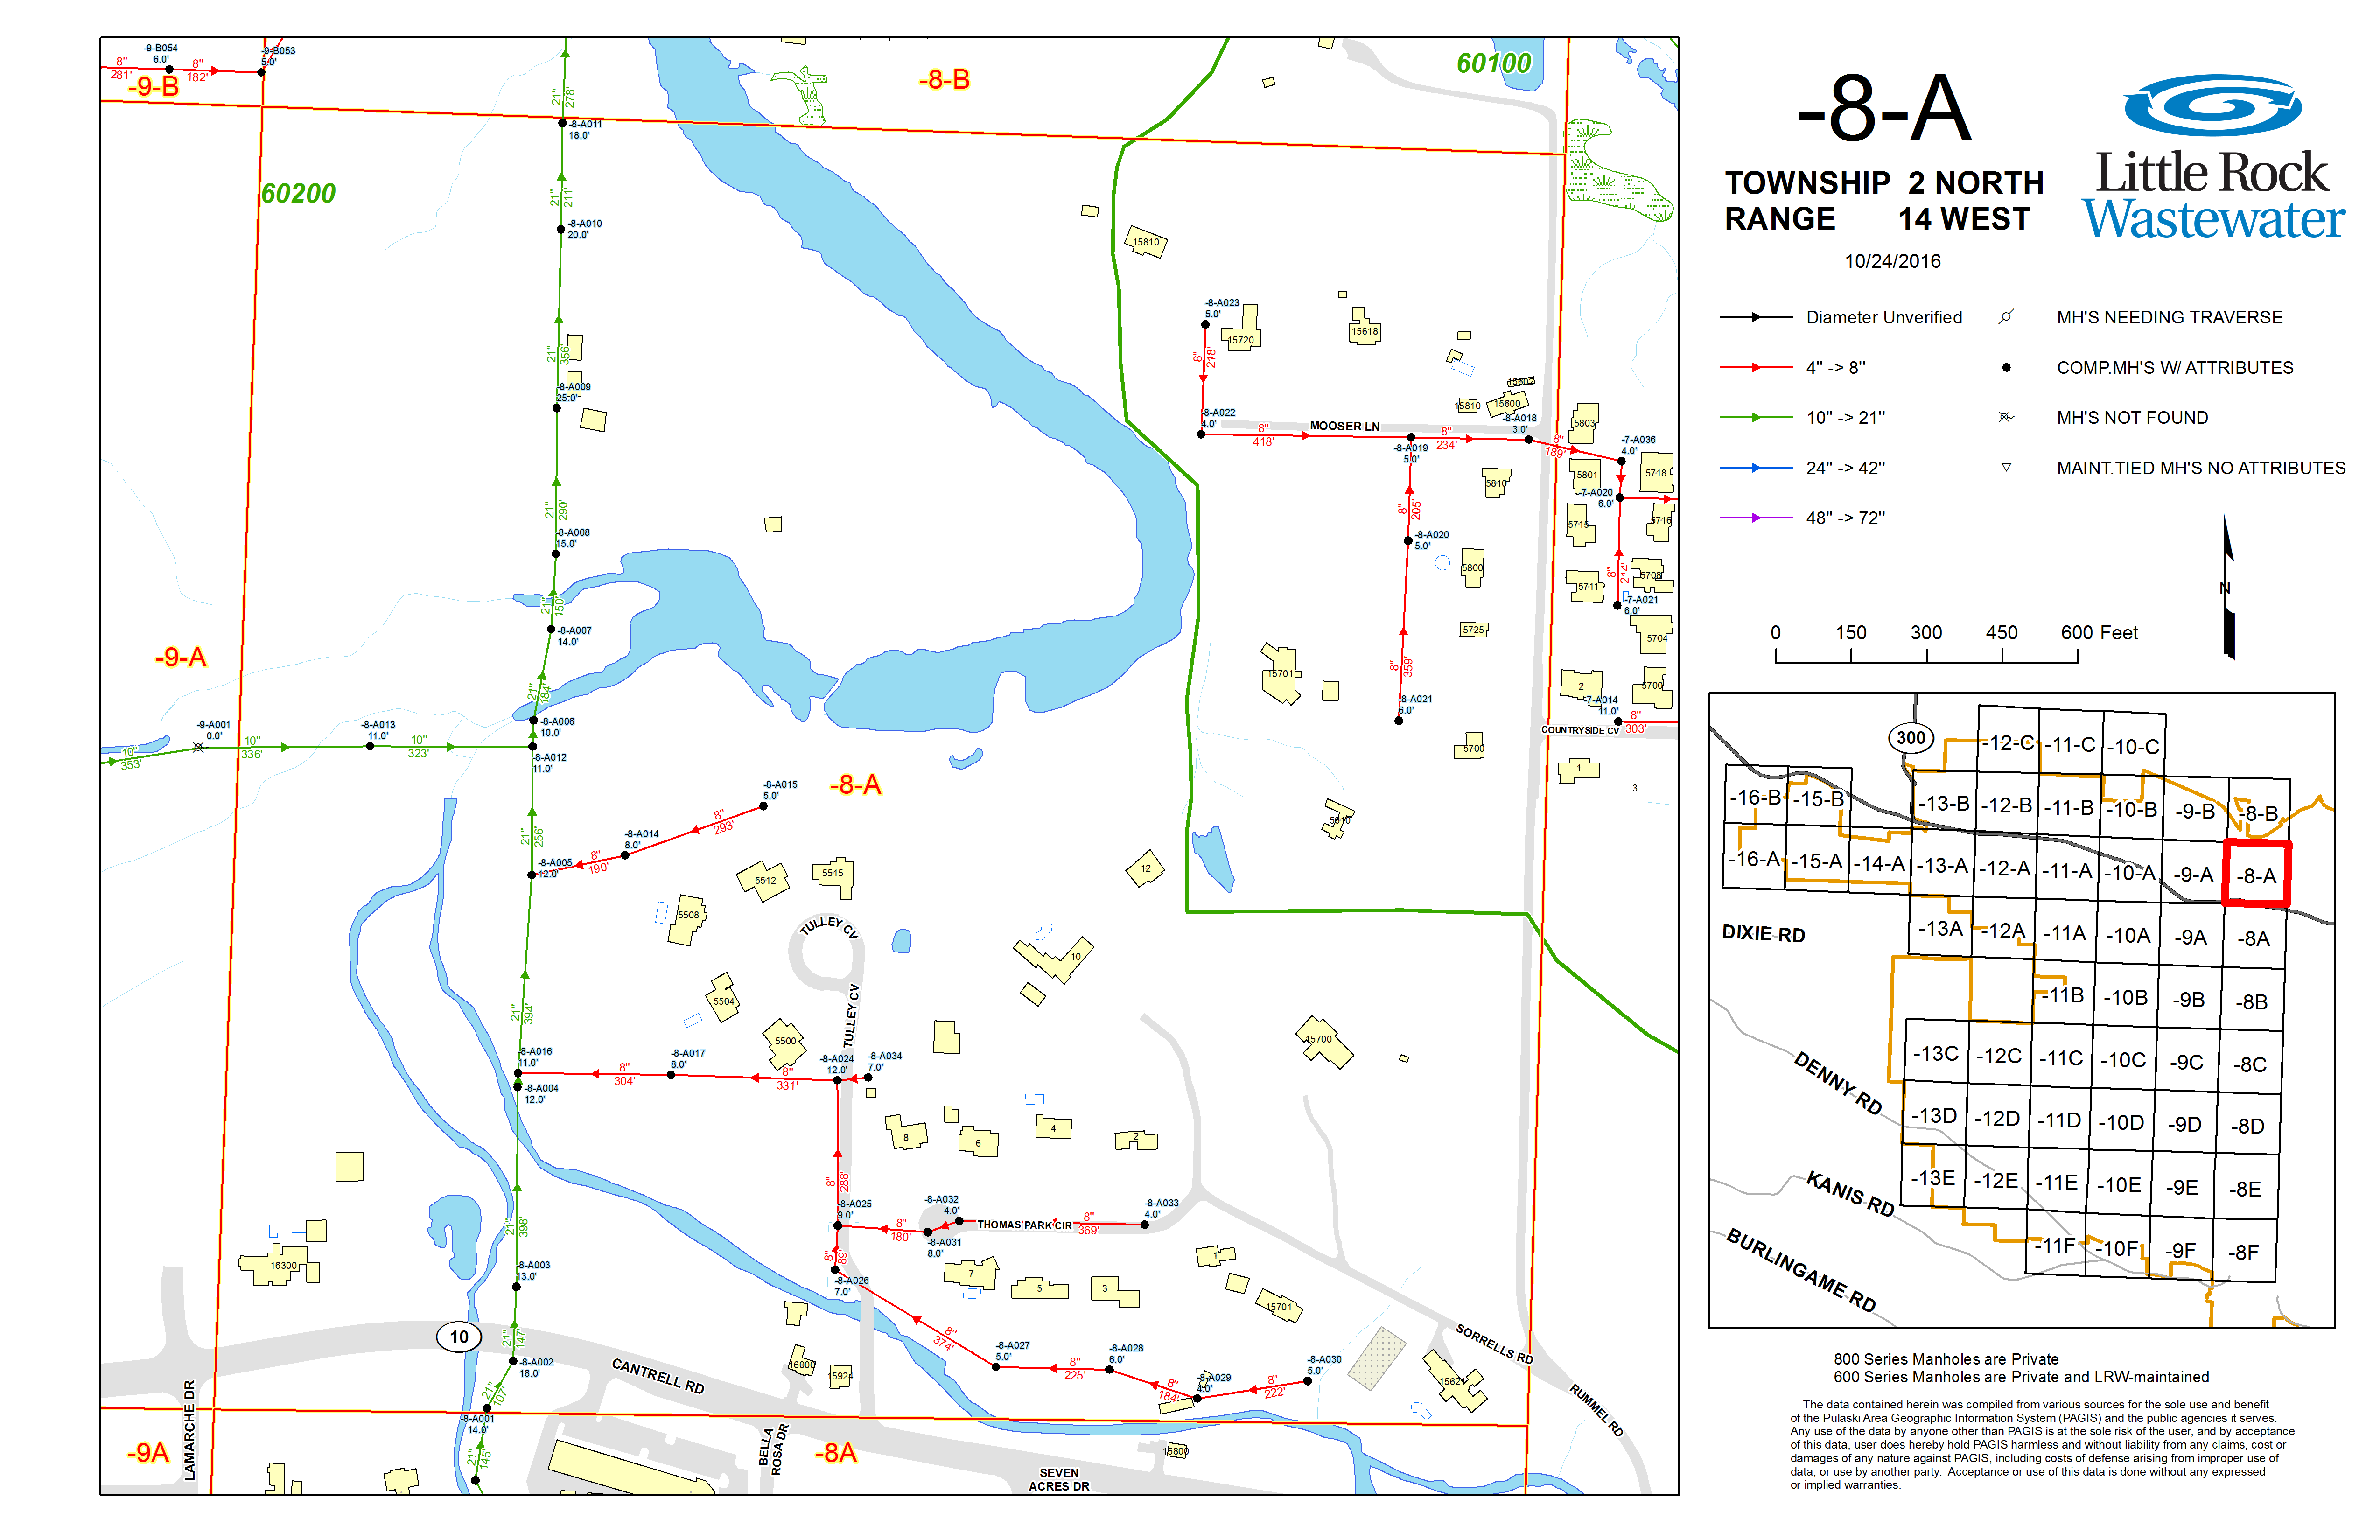 -9-B054
6.0'
8"
281'
8"
182'
-9-B053
5.0'
-9-B
-8-B
60100
60200
21"
278'
-8-A011
18.0'
21"
211'
-8-A010
20.0'
21"
356'
-8-A009
25.0'
21"
290'
-8-A008
15.0'
21"
150'
-8-A007
14.0'
21"
184'
-8-A006
10.0'
-9-A
-9-A001
0.0'
10"
353'
10"
336'
-8-A013
11.0'
10"
323'
-8-A012
11.0'
21"
256'
-8-A005
12.0'
8"
190'
-8-A014
8.0'
8"
293'
-8-A015
5.0'
-8-A
21"
394'
-8-A016
11.0'
-8-A004
12.0'
8"
304'
-8-A017
8.0'
8"
331'
-8-A024
12.0'
-8-A034
7.0'
15810
-8-A023
5.0'
8"
218'
15720
15618
-8-A022
4.0'
MOOSER LN
8"
418'
-8-A019
5.0'
8"
234'
15602
15810
15600
-8-A018
3.0'
8"
189'
5803
-7-A036
4.0'
5801
5718
-7-A020
6.0'
5810
5715
5716
8"
205'
-8-A020
5.0'
5800
5711
5708
8"
214'
-7-A021
6.0'
5725
5704
8"
359'
-8-A021
6.0'
15701
2
5700
-7-A014
11.0'
8"
303'
COUNTRYSIDE CV
5700
1
3
5610
12
5512
5515
5508
TULLEY CV
TULLEY CV
5504
5500
10
15700
8
6
4
2
8"
288'
-8-A025
9.0'
8"
180'
-8-A032
4.0'
-8-A031
8.0'
THOMAS PARK CIR
8"
369'
-8-A033
4.0'
8"
89'
-8-A026
7.0'
7
5
3
1
15701
8"
374'
-8-A027
5.0'
8"
225'
-8-A028
6.0'
8"
184'
-8-A029
4.0'
8"
222'
-8-A030
5.0'
SORRELLS RD
15621
RUMMEL RD
21"
398'
-8-A003
13.0'
16300
21"
147'
10
-8-A002
18.0'
CANTRELL RD
16000
15924
21"
107'
-8-A001
14.0'
21"
145'
LAMARCHE DR
-9A
BELLA
ROSA DR
-8A
SEVEN
ACRES DR
15800
-8-A
TOWNSHIP 2 NORTH
RANGE 14 WEST
10/24/2016
Little Rock
Wastewater
Diameter Unverified
4" -> 8"
10" -> 21"
24" -> 42"
48" -> 72"
MH'S NEEDING TRAVERSE
COMP.MH'S W/ ATTRIBUTES
MH'S NOT FOUND
MAINT.TIED MH'S NO ATTRIBUTES
N
0 150 300 450 600 Feet
300
-12-C -11-C -10-C
-16-B -15-B -13-B -12-B -11-B -10-B -9-B -8-B
-16-A -15-A -14-A -13-A -12-A -11-A -10-A -9-A -8-A
DIXIE RD
-13A -12A -11A -10A -9A -8A
-11B -10B -9B -8B
DENNY RD
-13C -12C -11C -10C -9C -8C
-13D -12D -11D -10D -9D -8D
KANIS RD
-13E -12E -11E -10E -9E -8E
BURLINGAME RD
-11F -10F -9F -8F
800 Series Manholes are Private
600 Series Manholes are Private and LRW-maintained
The data contained herein was compiled from various sources for the sole use and benefit
of the Pulaski Area Geographic Information System (PAGIS) and the public agencies it serves.
Any use of the data by anyone other than PAGIS is at the sole risk of the user, and by acceptance
of this data, user does hereby hold PAGIS harmless and without liability from any claims, cost or
damages of any nature against PAGIS, including costs of defense arising from improper use of
data, or use by another party. Acceptance or use of this data is done without any expressed
or implied warranties.